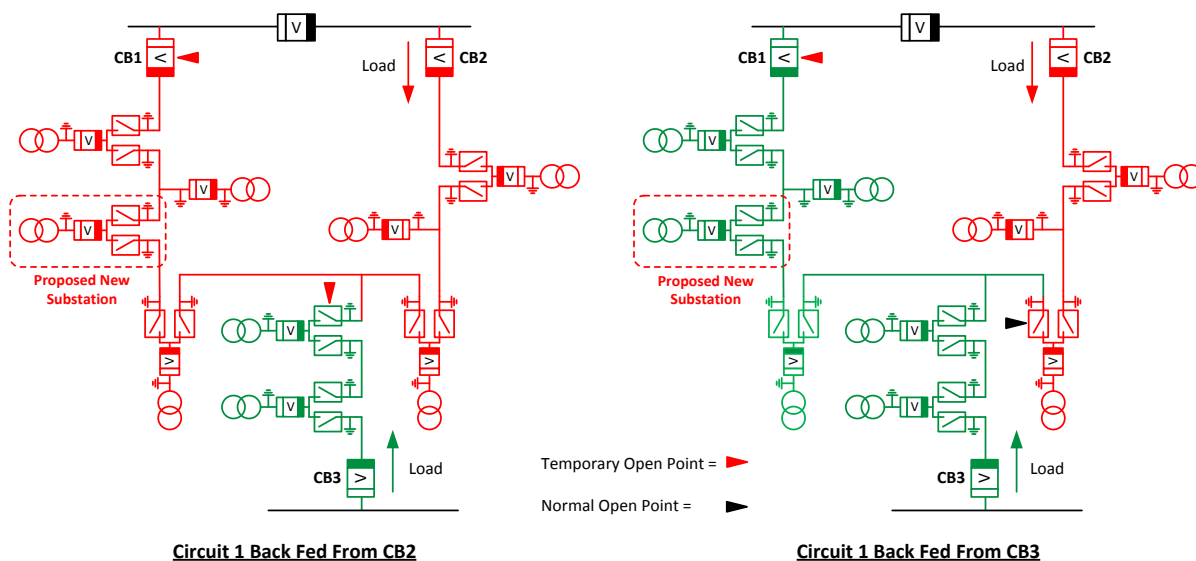 V
V
CB1
V
Load
CB2
V
CB1
V
Load
CB2
V
V
V
V
V
V
V
V
V
V
V
Proposed New
Substation
Proposed New
Substation
V
V
V
V
V
V
V
V
CB3
V
Load
CB3
V
Load
Temporary Open Point =
Normal Open Point =
Circuit 1 Back Fed From CB2
Circuit 1 Back Fed From CB3